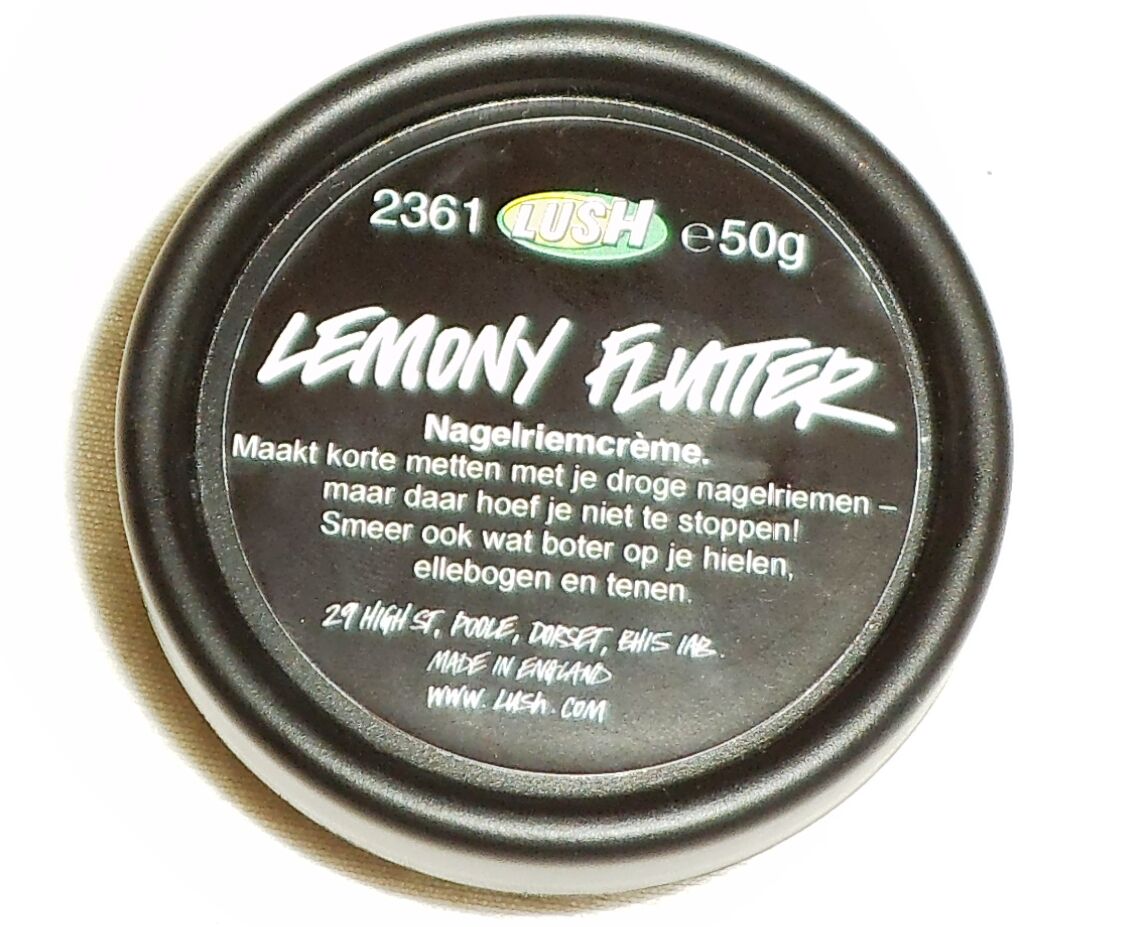 2361 LUSH ℮50g
LEMONY FLUTTER
Nagelriemcrème.
Maakt korte metten met je droge nagelriemen –
maar daar hoef je niet te stoppen!
Smeer ook wat boter op je hielen,
ellebogen en tenen.
29 HIGH ST, POOLE, DORSET, BH15 1AB.
MADE IN ENGLAND
www.LUSH.COM